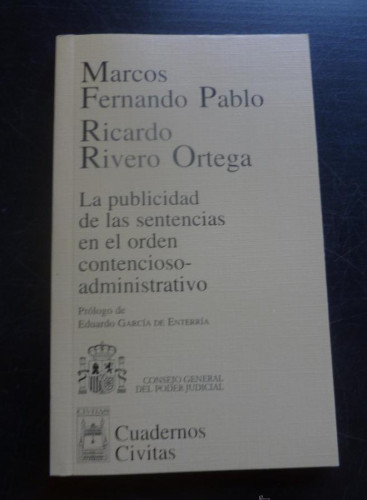 Marcos
Fernando Pablo
Ricardo
Rivero Ortega
La publicidad
de las sentencias
en el orden
contencioso-
administrativo
Prólogo de
Eduardo GARCÍA DE ENTERRÍA
CONSEJO GENERAL
DEL PODER JUDICIAL
CIVITAS
Cuadernos
Civitas